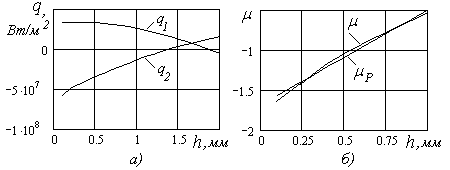 q,
Вт/м²
0
−5·10⁷
−1·10⁸
q₁
q₂
0
0.5
1
1.5
h, мм
а)
μ
−1
−1.5
−2
μ
μ_P
0
0.25
0.5
0.75
h, мм
б)